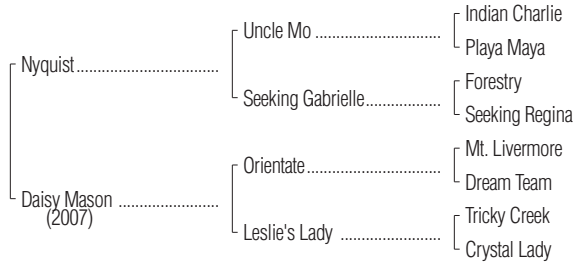 Indian Charlie
Uncle Mo ........................................
Playa Maya
Nyquist .............................................
Forestry
Seeking Gabrielle........................
Seeking Regina
Mt. Livermore
Orientate ...........................................
Dream Team
Daisy Mason ................................
(2007)
Tricky Creek
Leslie's Lady ................................
Crystal Lady